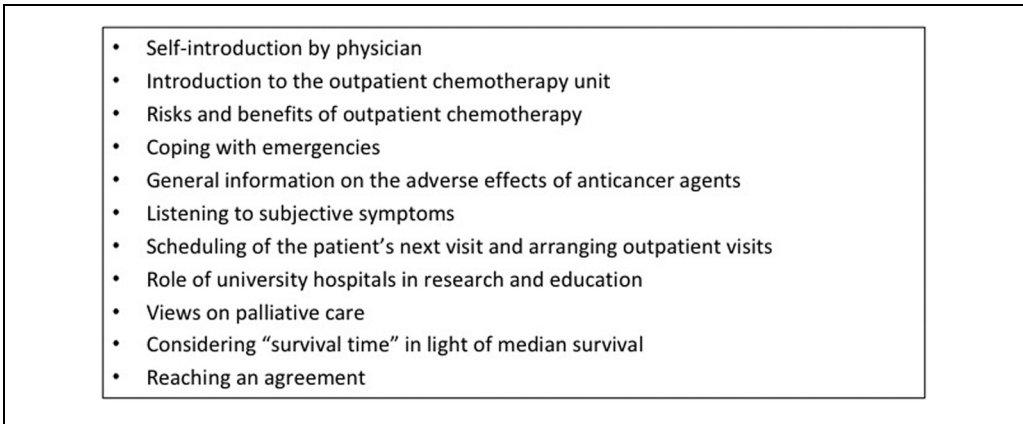 • Self-introduction by physician
• Introduction to the outpatient chemotherapy unit
• Risks and benefits of outpatient chemotherapy
• Coping with emergencies
• General information on the adverse effects of anticancer agents
• Listening to subjective symptoms
• Scheduling of the patient’s next visit and arranging outpatient visits
• Role of university hospitals in research and education
• Views on palliative care
• Considering “survival time” in light of median survival
• Reaching an agreement